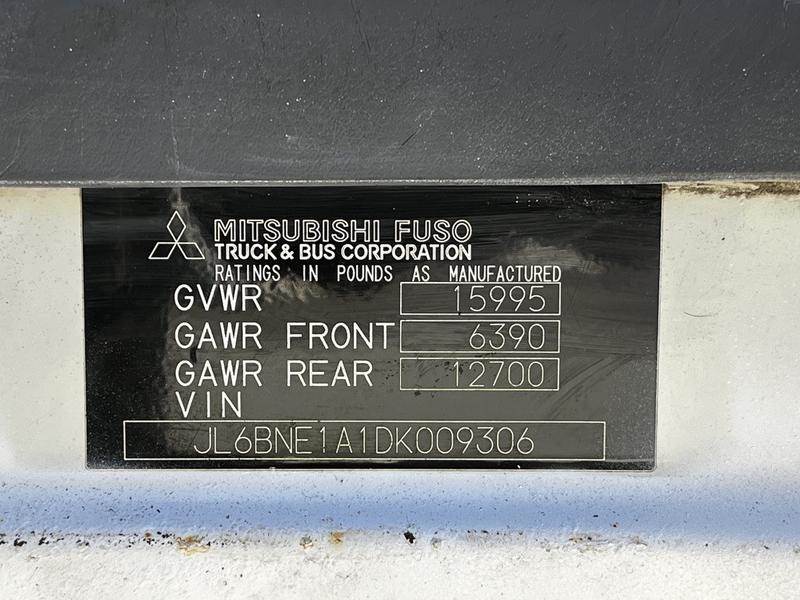 MITSUBISHI FUSO
TRUCK & BUS CORPORATION
RATINGS IN POUNDS AS MANUFACTURED
GVWR 15995
GAWR FRONT 6390
GAWR REAR 12700
VIN
JL6BNE1A1DK009306